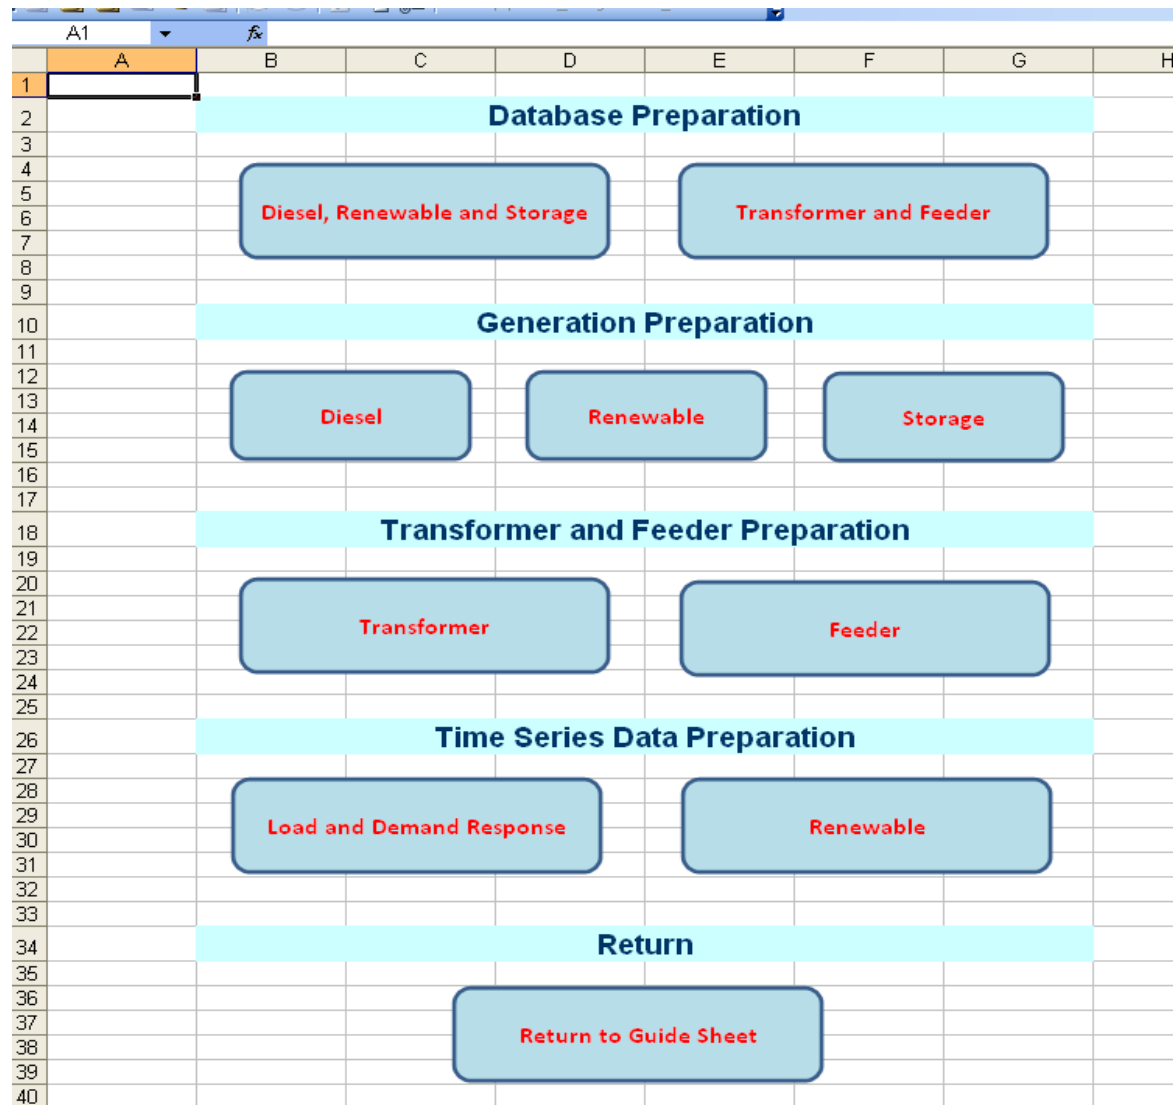 A1 fx
A B C D E F G H
1
2 Database Preparation
3
4
5
6 Diesel, Renewable and Storage Transformer and Feeder
7
8
9
10 Generation Preparation
11
12
13
14 Diesel Renewable Storage
15
16
17
18 Transformer and Feeder Preparation
19
20
21
22 Transformer Feeder
23
24
25
26 Time Series Data Preparation
27
28
29
30 Load and Demand Response Renewable
31
32
33
34 Return
35
36
37
38 Return to Guide Sheet
39
40